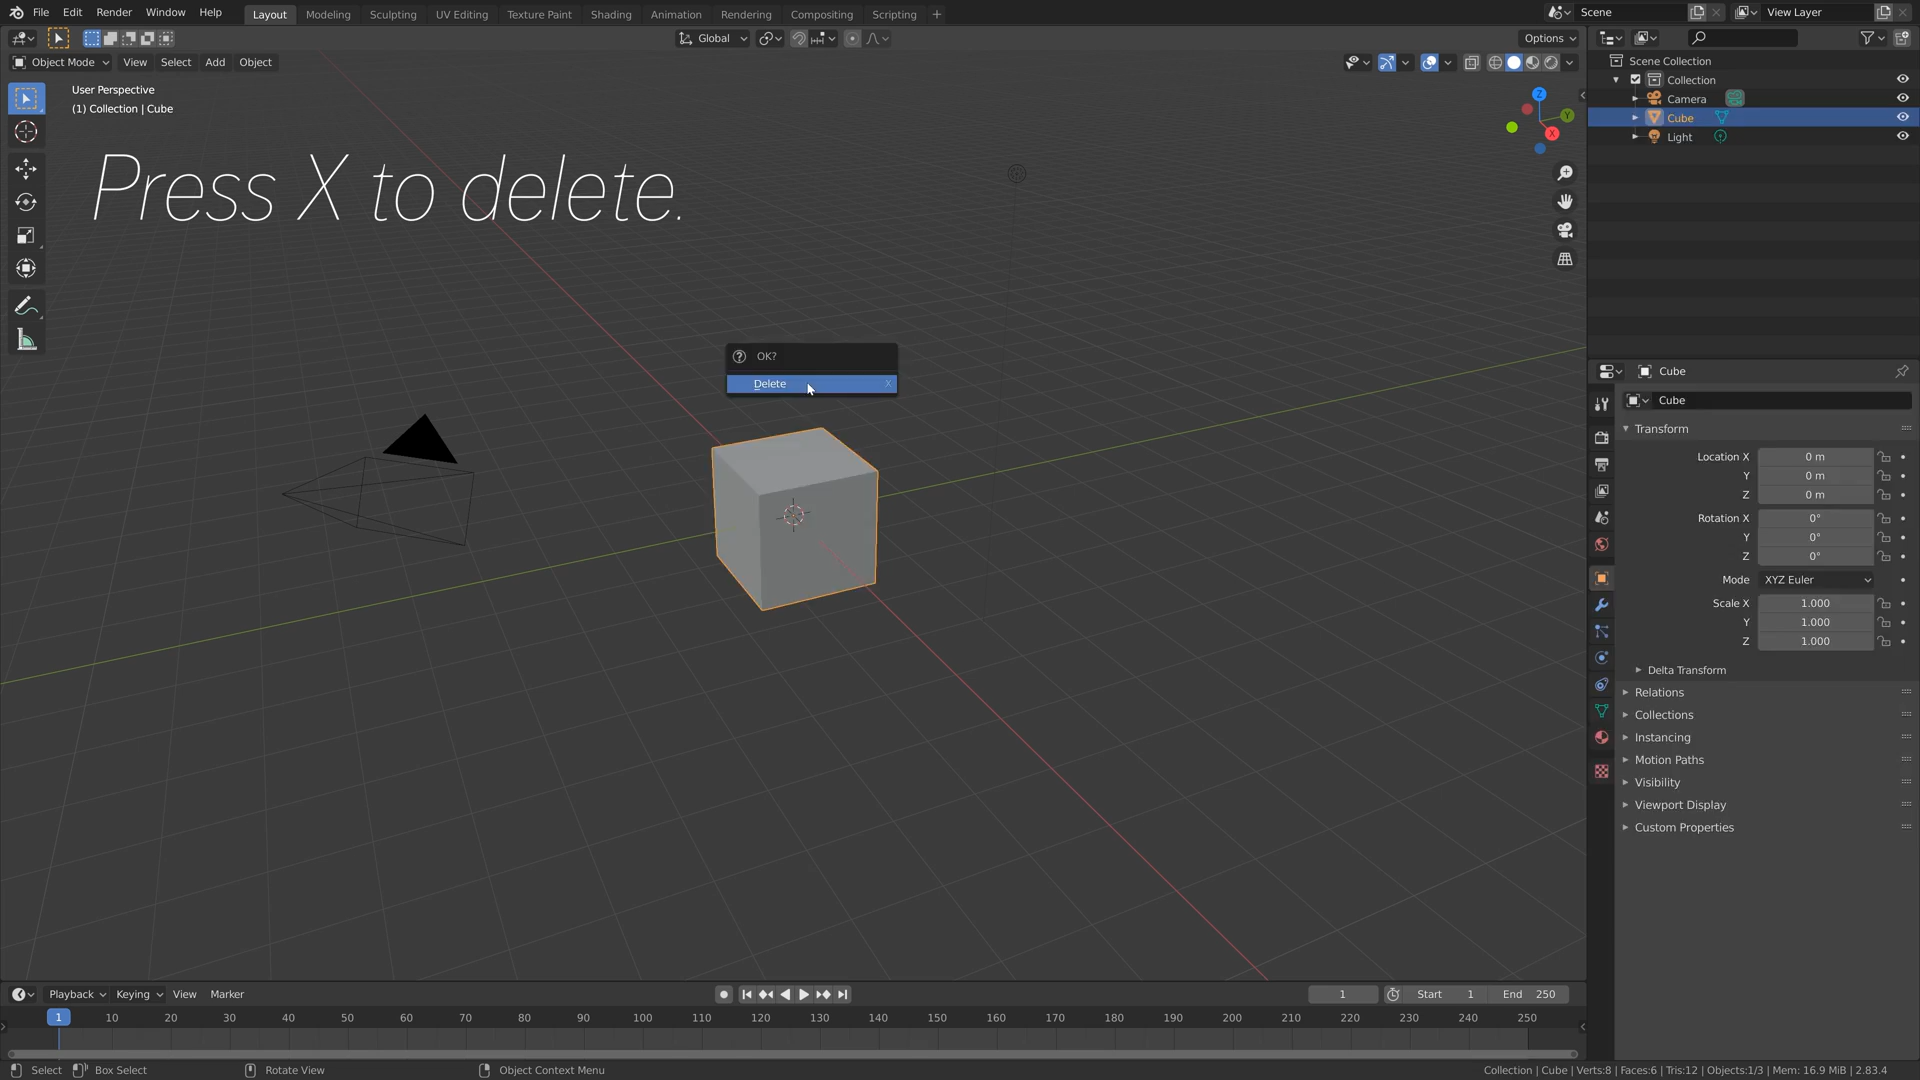 File Edit Render Window Help
Layout Modeling Sculpting UV Editing Texture Paint Shading Animation Rendering Compositing Scripting +
Scene
View Layer
Global
Options
Object Mode View Select Add Object
User Perspective
(1) Collection | Cube
Press X to delete.
Z
Y
X
OK?
Delete X
Scene Collection
Collection
Camera
Cube
Light
Cube
Cube
Transform
Location X 0 m
Y 0 m
Z 0 m
Rotation X 0°
Y 0°
Z 0°
Mode XYZ Euler
Scale X 1.000
Y 1.000
Z 1.000
Delta Transform
Relations
Collections
Instancing
Motion Paths
Visibility
Viewport Display
Custom Properties
Playback Keying View Marker
1 Start 1 End 250
1 10 20 30 40 50 60 70 80 90 100 110 120 130 140 150 160 170 180 190 200 210 220 230 240 250
Select Box Select Rotate View Object Context Menu
Collection | Cube | Verts:8 | Faces:6 | Tris:12 | Objects:1/3 | Mem: 16.9 MiB | 2.83.4